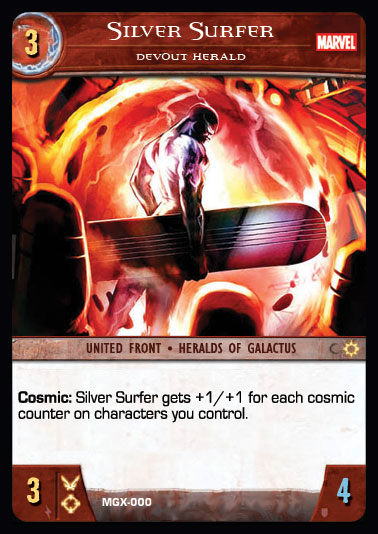 3
SILVER SURFER
MARVEL
DEVOUT HERALD
UNITED FRONT • HERALDS OF GALACTUS
C
Cosmic: Silver Surfer gets +1/+1 for each cosmic
counter on characters you control.
3
MGX-000
4